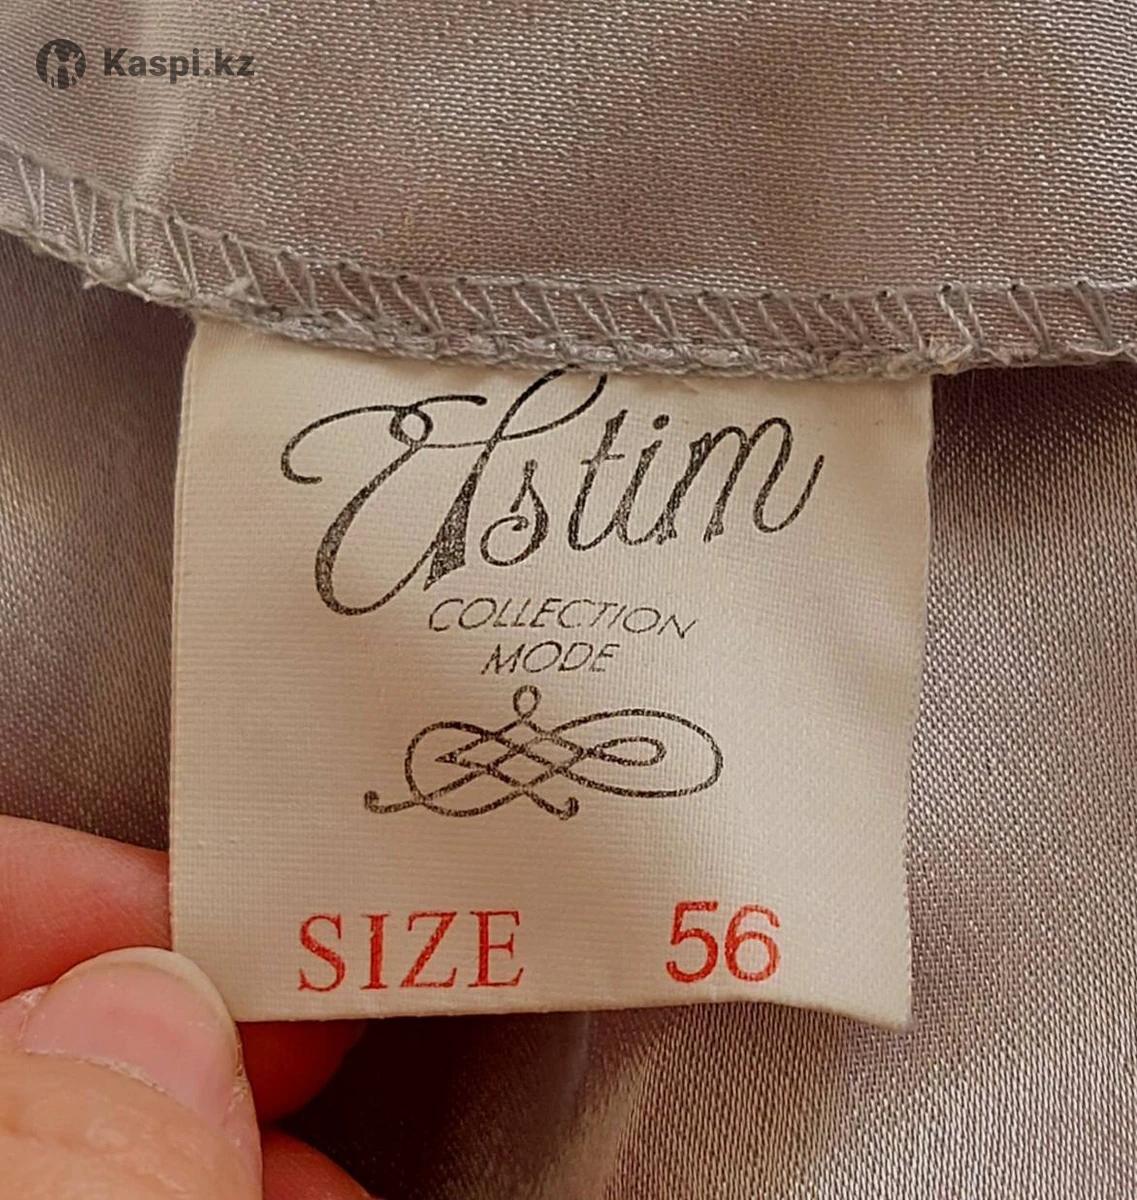 Kaspi.kz
Elstim
COLLECTION
MODE
SIZE 56